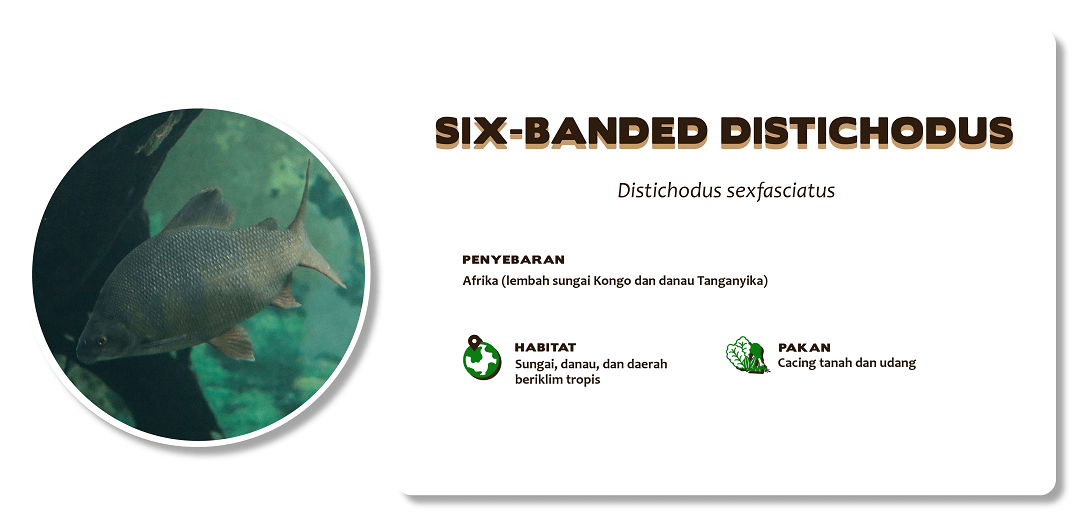 SIX-BANDED DISTICHODUS
Distichodus sexfasciatus
PENYEBARAN
Afrika (lembah sungai Kongo dan danau Tanganyika)
HABITAT
Sungai, danau, dan daerah
beriklim tropis
PAKAN
Cacing tanah dan udang